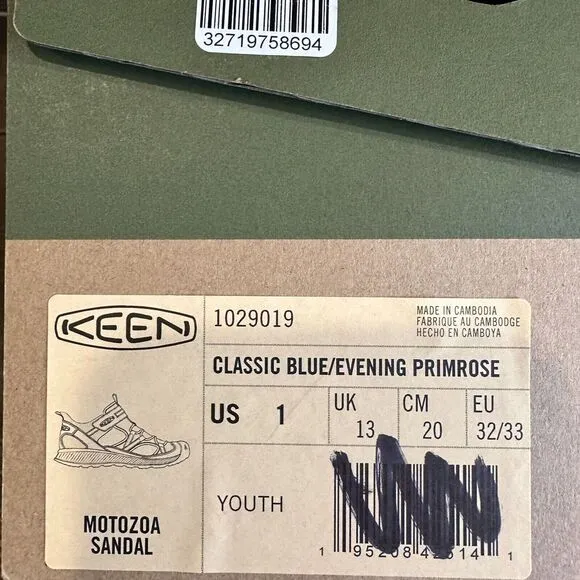 32719758694
KEEN
1029019
MADE IN CAMBODIA
FABRIQUE AU CAMBODGE
HECHO EN CAMBOYA
CLASSIC BLUE/EVENING PRIMROSE
US 1
UK 13
CM 20
EU 32/33
KEEN
MOTOZOA
SANDAL
YOUTH